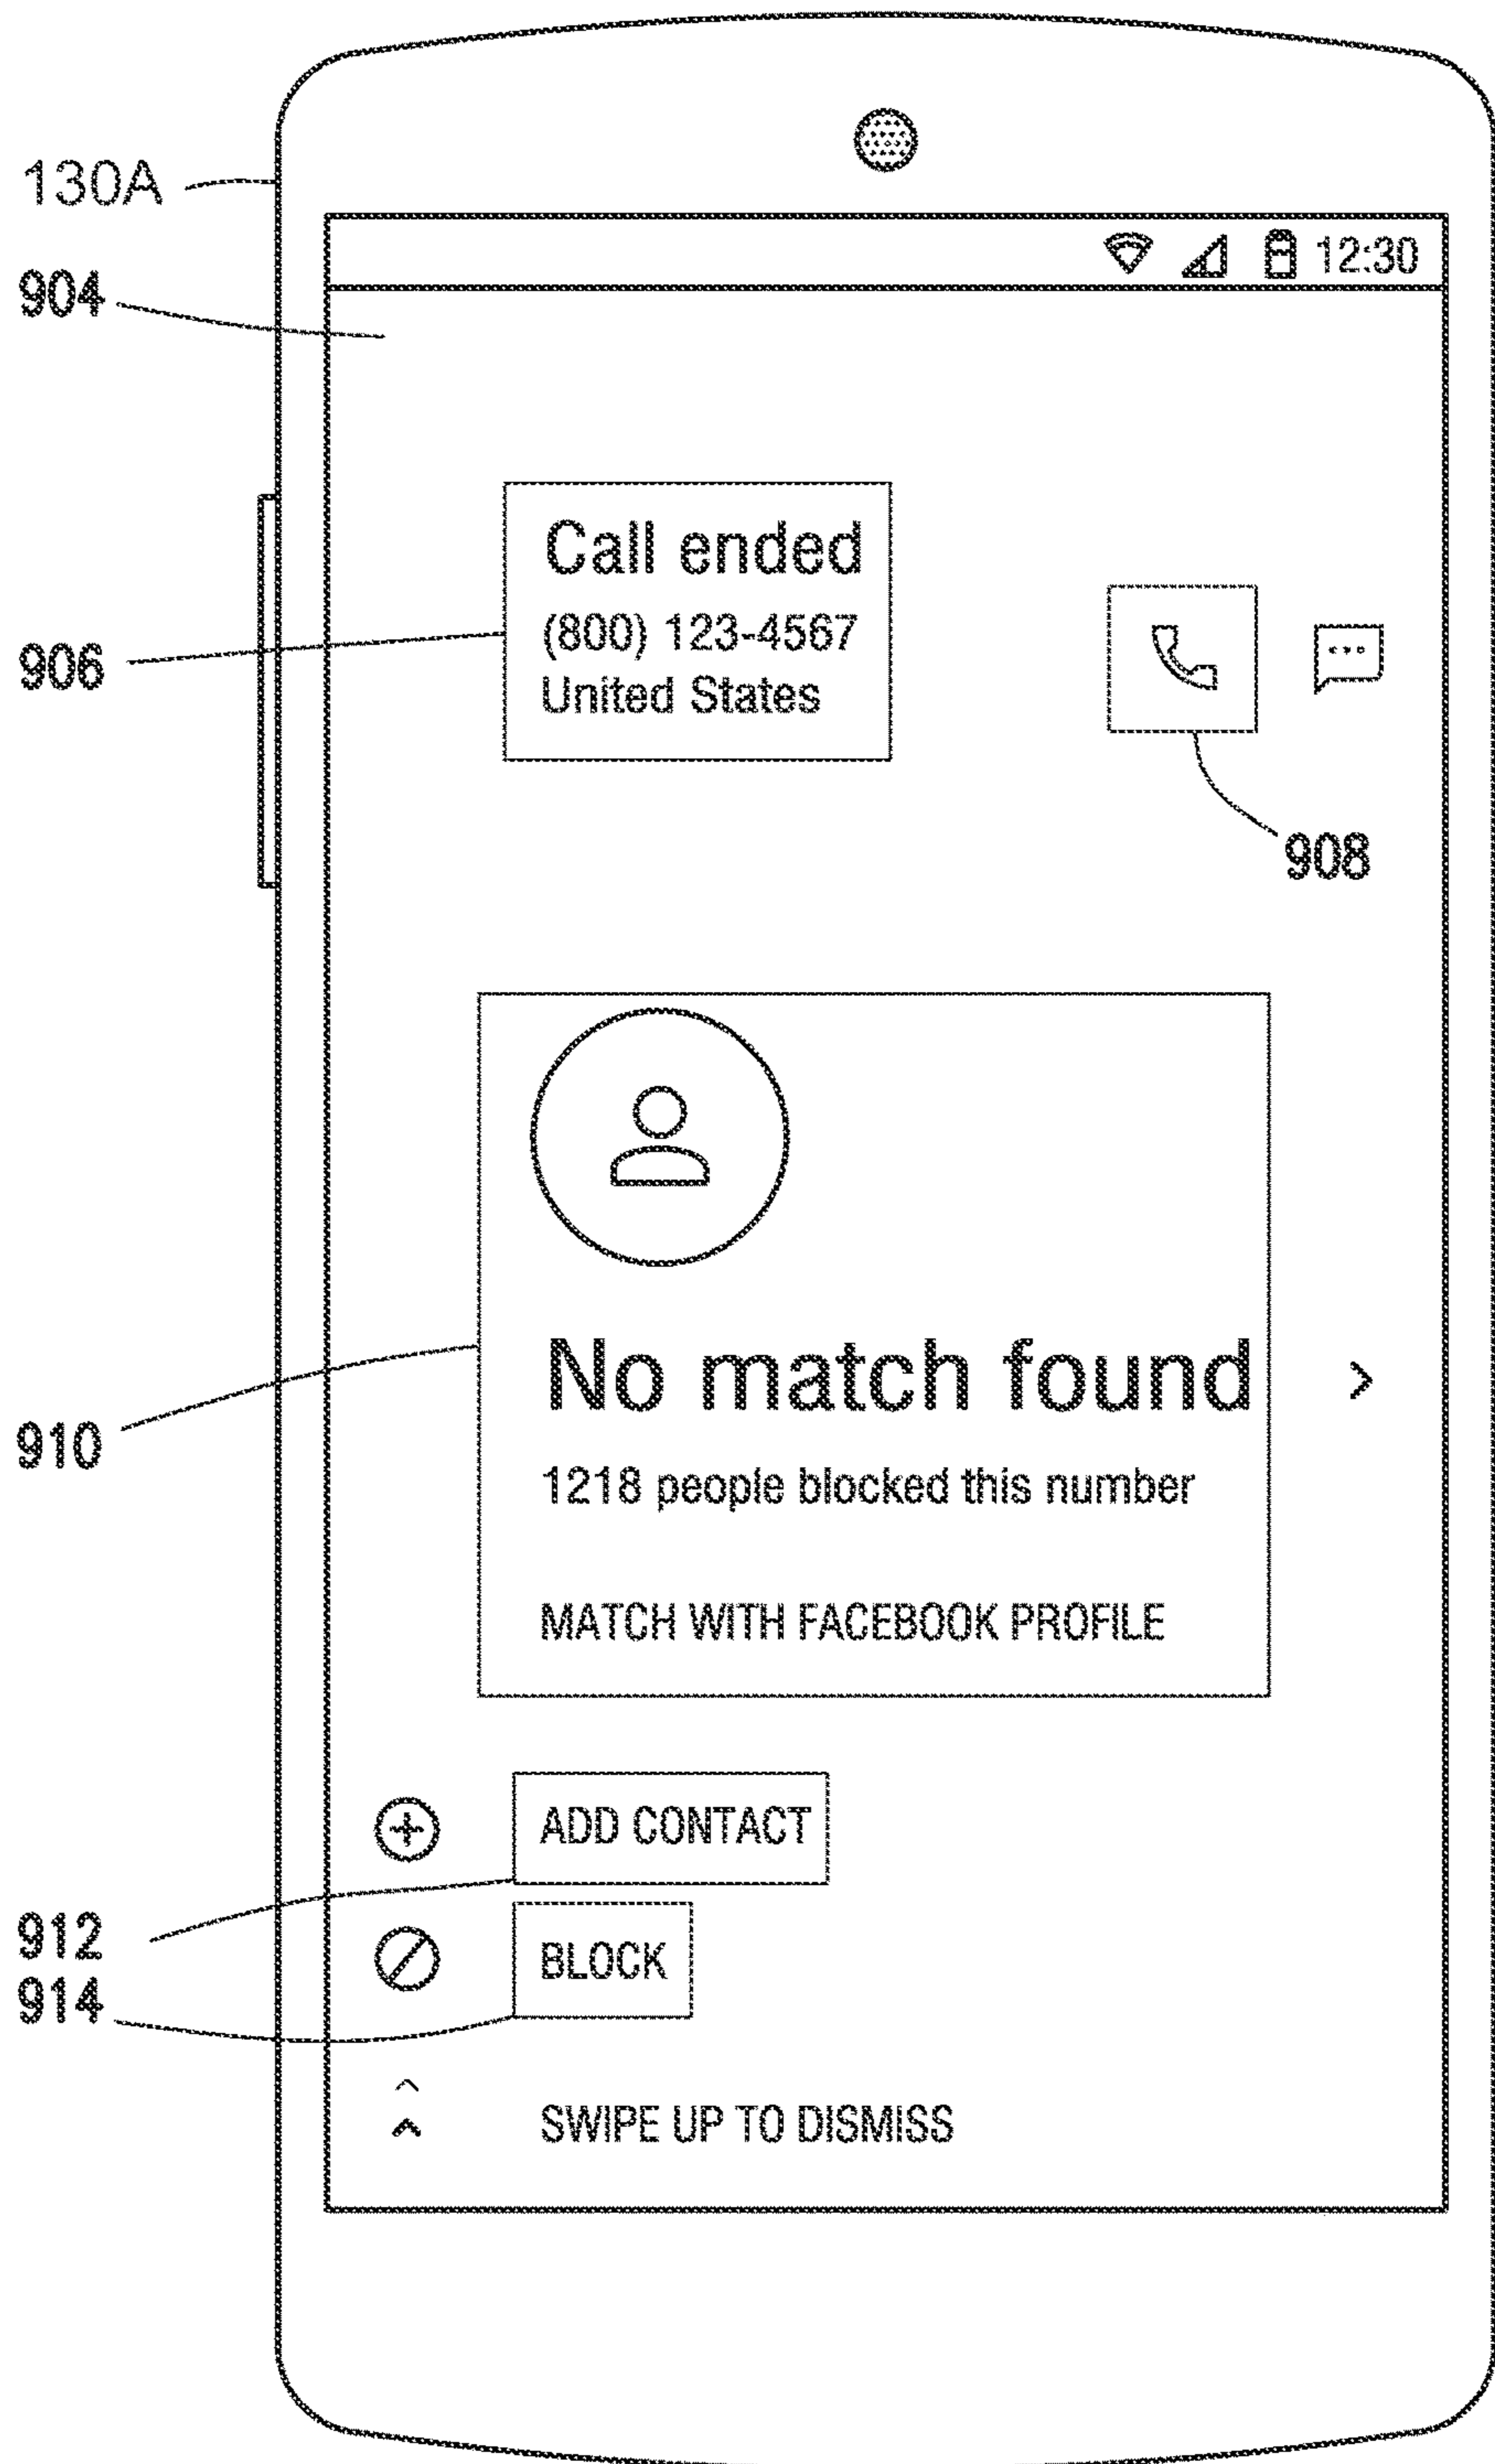 130A
12:30
904
Call ended
(800) 123-4567
906
United States
908
No match found >
910
1218 people blocked this number
MATCH WITH FACEBOOK PROFILE
ADD CONTACT
912
BLOCK
914
SWIPE UP TO DISMISS